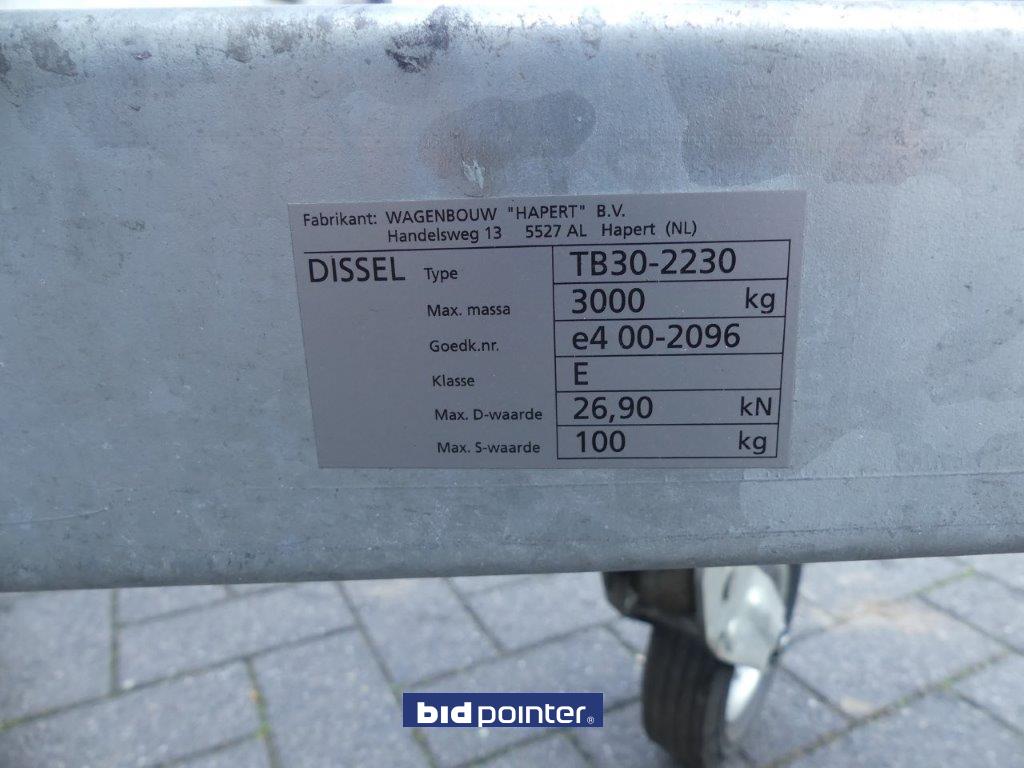 Fabrikant: WAGENBOUW "HAPERT" B.V.
Handelsweg 13 5527 AL Hapert (NL)
DISSEL Type TB30-2230
Max. massa 3000 kg
Goedk.nr. e4 00-2096
Klasse E
Max. D-waarde 26,90 kN
Max. S-waarde 100 kg
bidpointer®